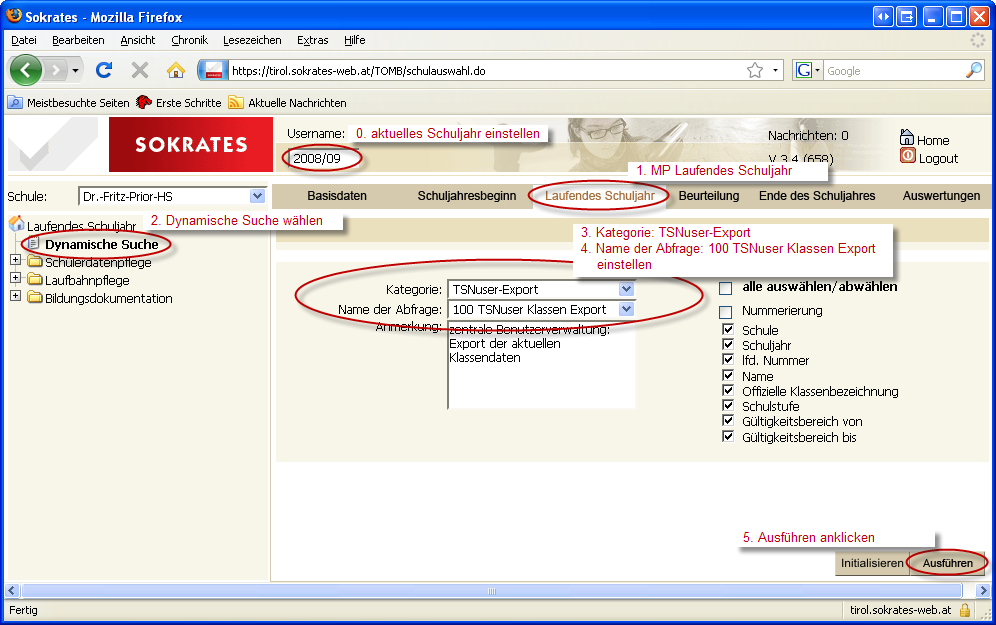 Sokrates - Mozilla Firefox
Datei Bearbeiten Ansicht Chronik Lesezeichen Extras Hilfe
https://tirol.sokrates-web.at/TOMB/schulauswahl.do
G Google
Meistbesuchte Seiten Erste Schritte Aktuelle Nachrichten
SOKRATES
Username: 0. aktuelles Schuljahr einstellen
2008/09
Nachrichten: 0
V 3.4 (658)
Home
Logout
1. MP Laufendes Schuljahr
Schule: Dr.-Fritz-Prior-HS
Basisdaten Schuljahresbeginn Laufendes Schuljahr Beurteilung Ende des Schuljahres Auswertungen
2. Dynamische Suche wählen
Laufendes Schuljahr
Dynamische Suche
Schülerdatenpflege
Laufbahnpflege
Bildungsdokumentation
3. Kategorie: TSNuser-Export
4. Name der Abfrage: 100 TSNuser Klassen Export
einstellen
Kategorie: TSNuser-Export
Name der Abfrage: 100 TSNuser Klassen Export
Anmerkung: zentrale Benutzerverwaltung:
Export der aktuellen
Klassendaten
alle auswählen/abwählen
Nummerierung
Schule
Schuljahr
lfd. Nummer
Name
Offizielle Klassenbezeichnung
Schulstufe
Gültigkeitsbereich von
Gültigkeitsbereich bis
5. Ausführen anklicken
Initialisieren Ausführen
Fertig
tirol.sokrates-web.at